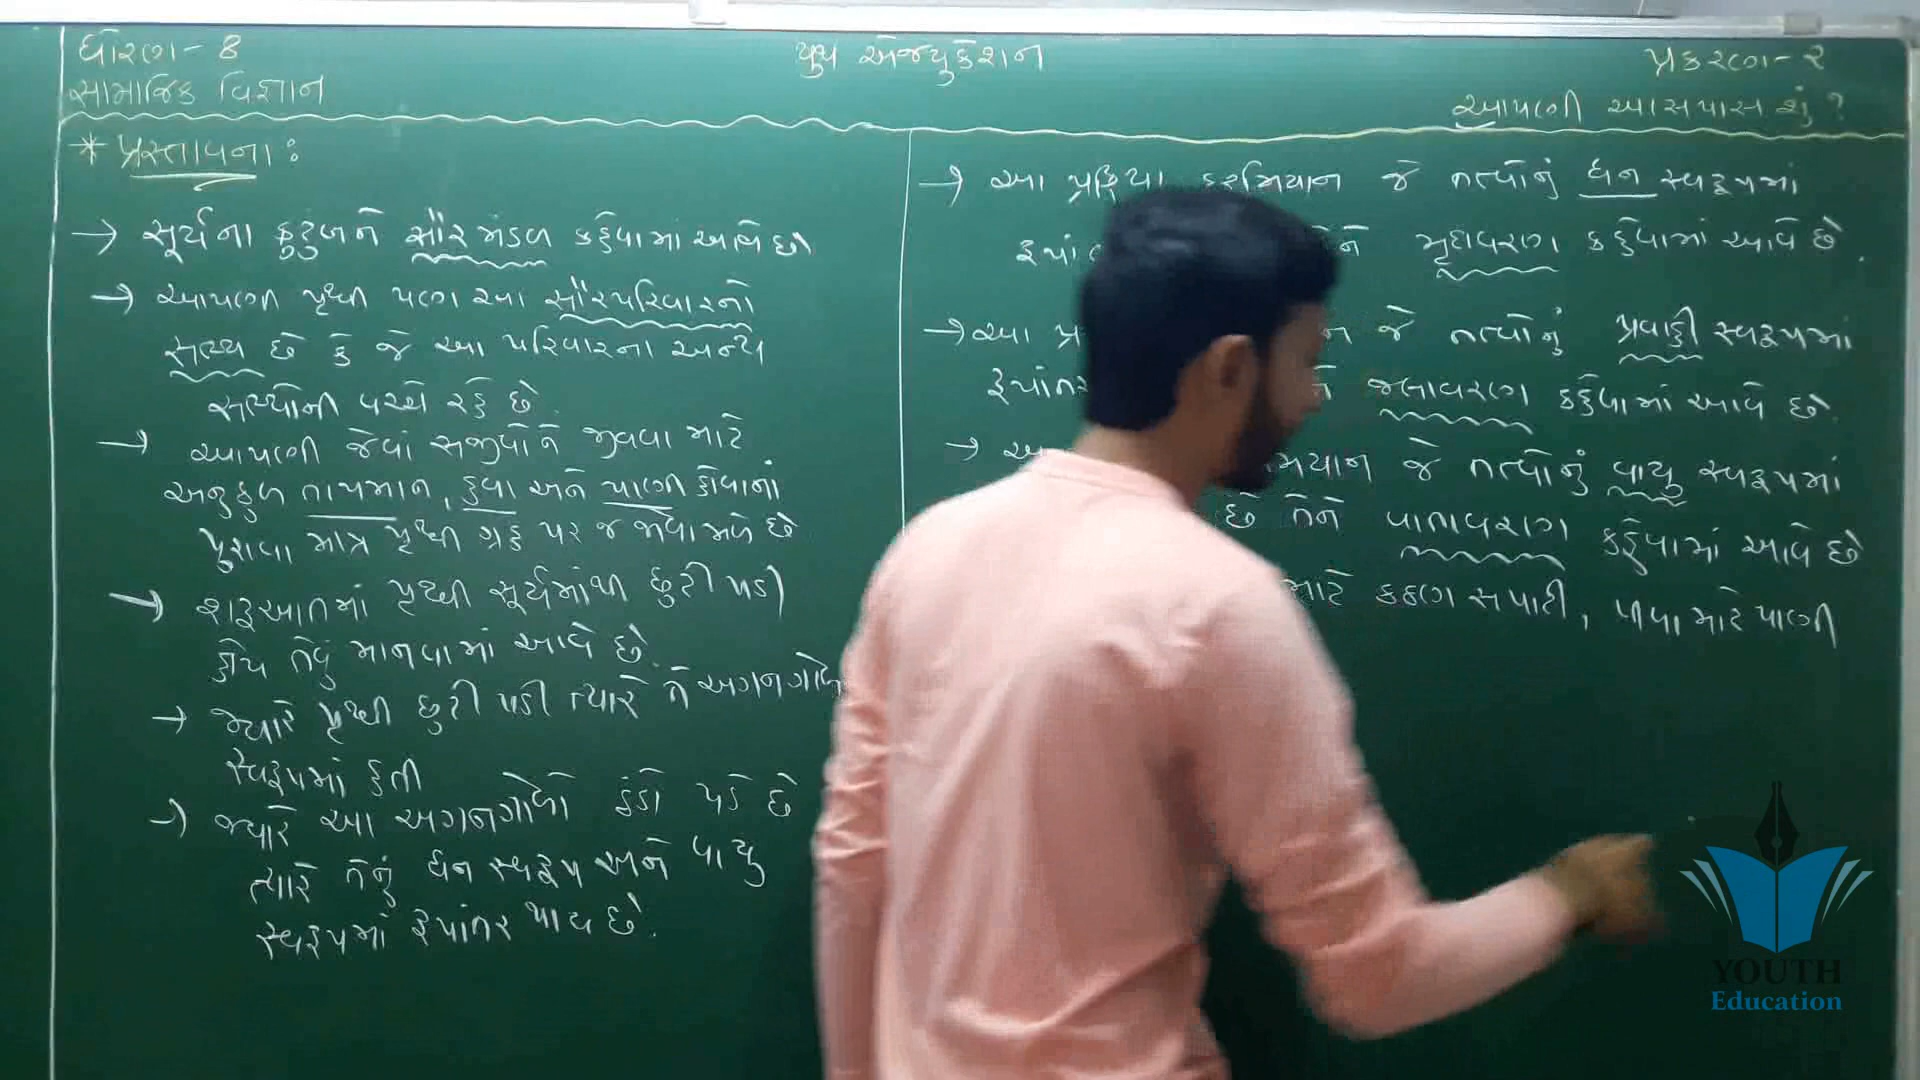 ધોરણ - 8
સામાજિક વિજ્ઞાન
યુથ એજ્યુકેશન
પ્રકરણ - ૨
આપણી આસપાસ શું ?
* પ્રસ્તાવના :
→ સૂર્યના કુટુંબને સૌરમંડળ કહેવામાં આવે છે
→ આપણી પૃથ્વી પણ આ સૌરપરિવારનો
સભ્ય છે કે જે આ પરિવારના અન્ય
સભ્યોની વચ્ચે રહે છે.
→ આપણી જેવાં સજીવોને જીવવા માટે
અનુકુળ તાપમાન, હવા અને પાણી હોવાનાં
પુરાવા માત્ર પૃથ્વી ગ્રહ પર જ જોવા મળે છે
→ શરૂઆતમાં પૃથ્વી સૂર્યમાંથી છુટી પડી
હોય તેવું માનવામાં આવે છે.
→ જ્યારે પૃથ્વી છુટી પડી ત્યારે તે અગનગોળા
સ્વરૂપમાં હતી
→ જ્યારે આ અગનગોળો ઠંડો પડે છે
ત્યારે તેનું ઘન સ્વરૂપ અને વાયુ
સ્વરૂપમાં રૂપાંતર થાય છે.
→ આ પ્રક્રિયા દરમિયાન જે તત્વોનું ઘન સ્વરૂપમાં
મૃદાવરણ કહેવામાં આવે છે.
→ આ જે તત્વોનું પ્રવાહી સ્વરૂપમાં
જલાવરણ કહેવામાં આવે છે.
→ જે તત્વોનું વાયુ સ્વરૂપમાં
છે તેને વાતાવરણ કહેવામાં આવે છે
માટે કઠણ સપાટી, પીવા માટે પાણી
YOUTH
Education